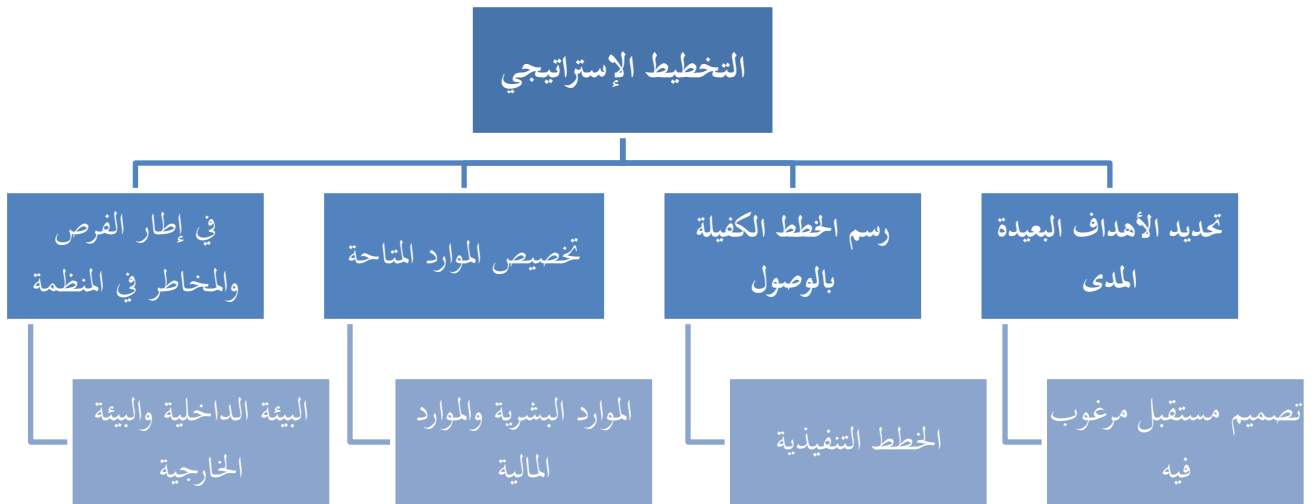 التخطيط الإستراتيجي
تحديد الأهداف البعيدة
المدى
رسم الخطط الكفيلة
بالوصول
تخصيص الموارد المتاحة
في إطار الفرص
والمخاطر في المنظمة
تصميم مستقبل مرغوب
فيه
الخطط التنفيذية
الموارد البشرية والموارد
المالية
البيئة الداخلية والبيئة
الخارجية